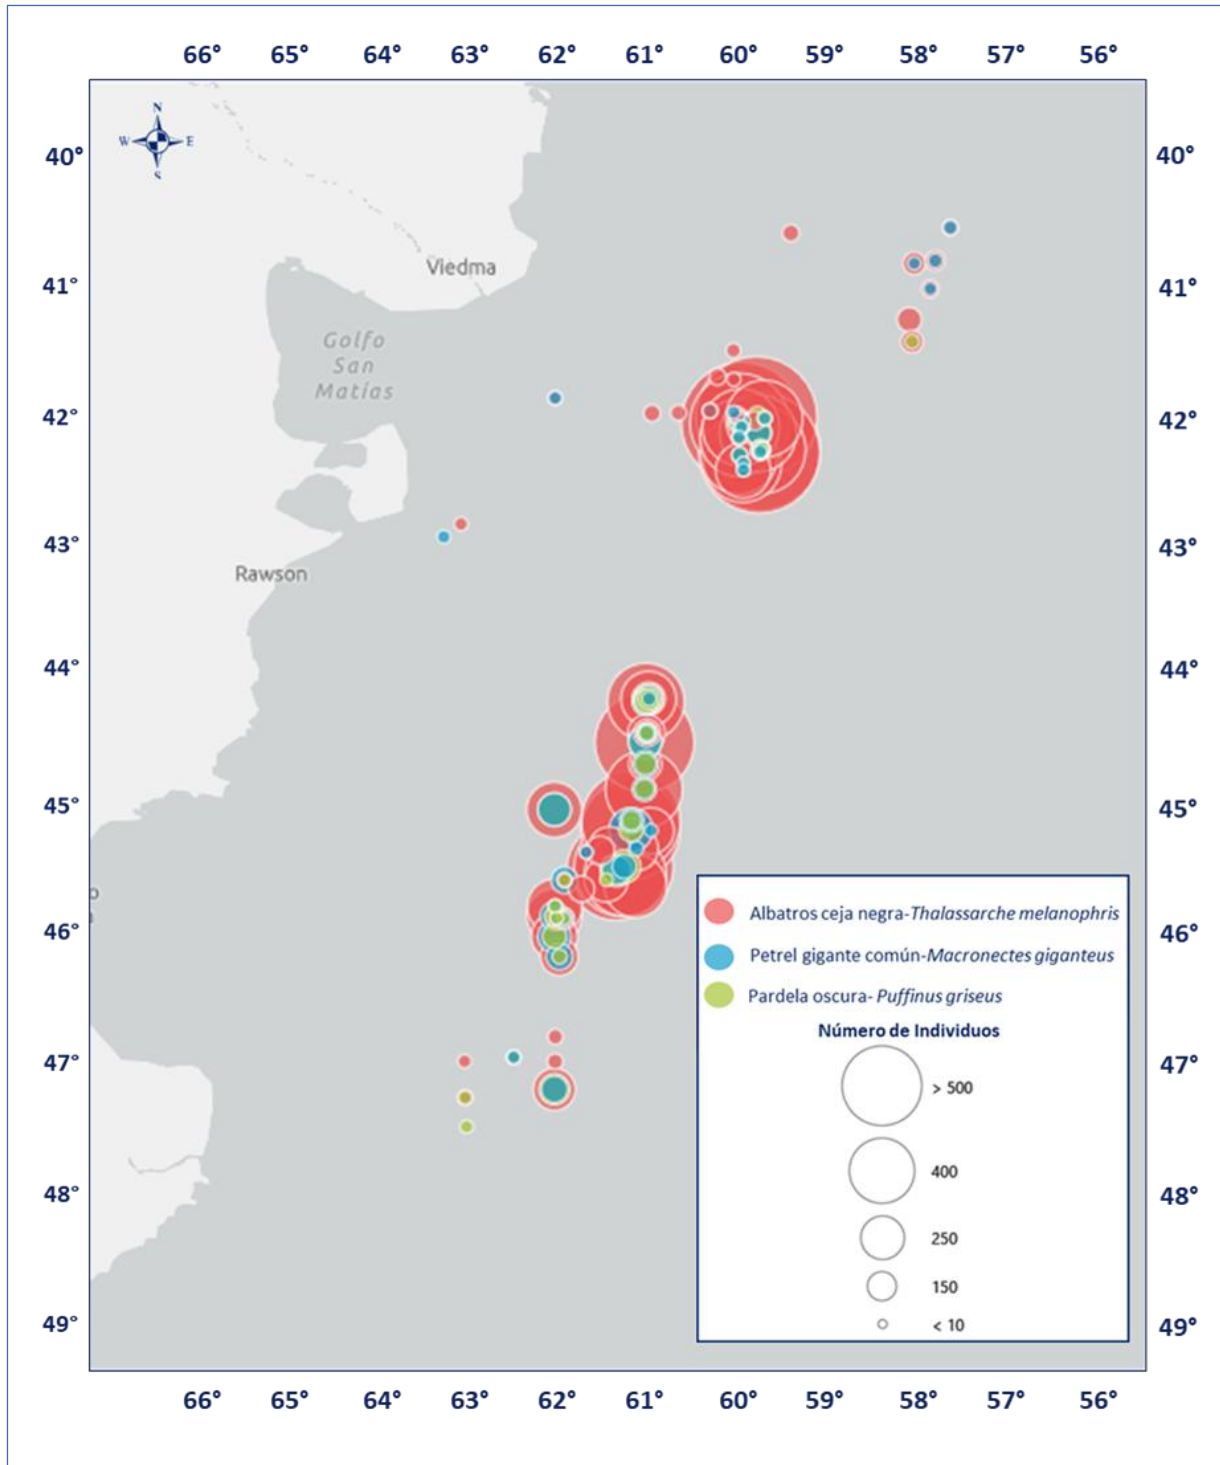 66° 65° 64° 63° 62° 61° 60° 59° 58° 57° 56°
N
W E
S
40° 40°
Viedma
41° 41°
Golfo
San
Matías
42° 42°
43° 43°
Rawson
44° 44°
45° 45°
o
46° 46°
47° 47°
48° 48°
49° 49°
Albatros ceja negra-Thalassarche melanophris
Petrel gigante común-Macronectes giganteus
Pardela oscura- Puffinus griseus
Número de Individuos
> 500
400
250
150
< 10
66° 65° 64° 63° 62° 61° 60° 59° 58° 57° 56°